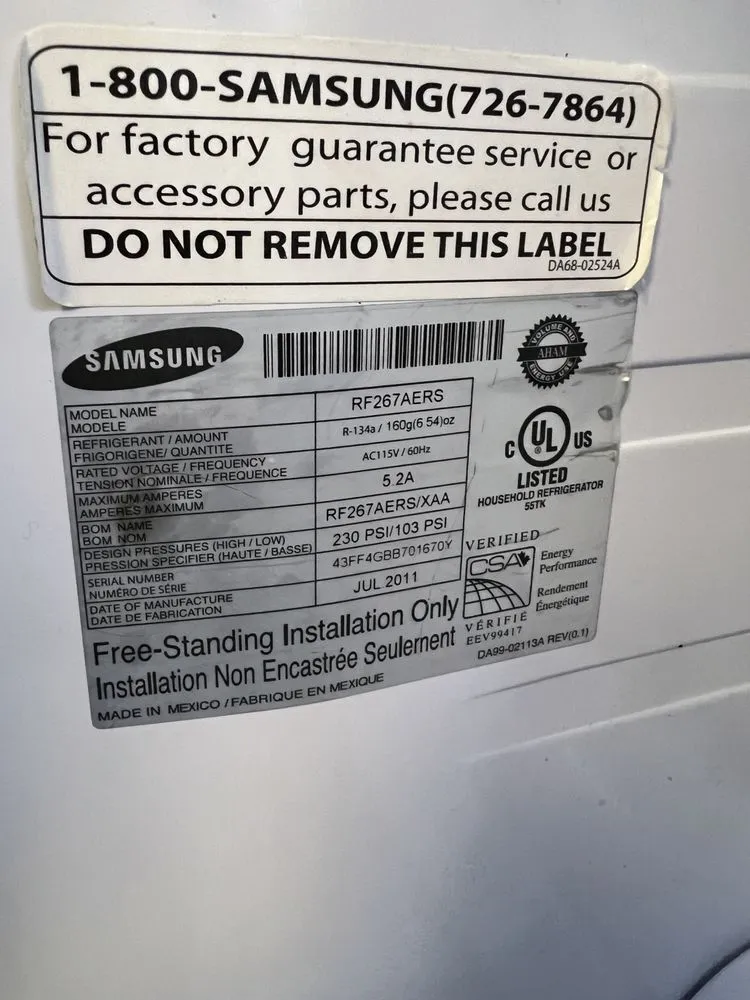 1-800-SAMSUNG(726-7864)
For factory guarantee service or
accessory parts, please call us
DO NOT REMOVE THIS LABEL
DA68-02524A
SAMSUNG
VOLUME AND
AHAM
ENERGY USE
MODEL NAME
MODELE
RF267AERS
REFRIGERANT / AMOUNT
FRIGORIGENE/ QUANTITE
R-134a / 160g(6 54)oz
RATED VOLTAGE / FREQUENCY
TENSION NOMINALE / FREQUENCE
AC115V / 60Hz
MAXIMUM AMPERES
AMPERES MAXIMUM
5.2A
BOM NAME
BOM NOM
RF267AERS/XAA
DESIGN PRESSURES (HIGH / LOW)
PRESSION SPECIFIER (HAUTE / BASSE)
230 PSI/103 PSI
SERIAL NUMBER
NUMÉRO DE SÉRIE
43FF4GBB701670Y
DATE OF MANUFACTURE
DATE DE FABRICATION
JUL 2011
C UL US
LISTED
HOUSEHOLD REFRIGERATOR
55TK
VERIFIED
CSA
Energy
Performance
Rendement
Énergétique
VÉRIFIÉ
EEV99417
DA99-02113A REV(0.1)
Free-Standing Installation Only
Installation Non Encastrée Seulement
MADE IN MEXICO / FABRIQUE EN MEXIQUE